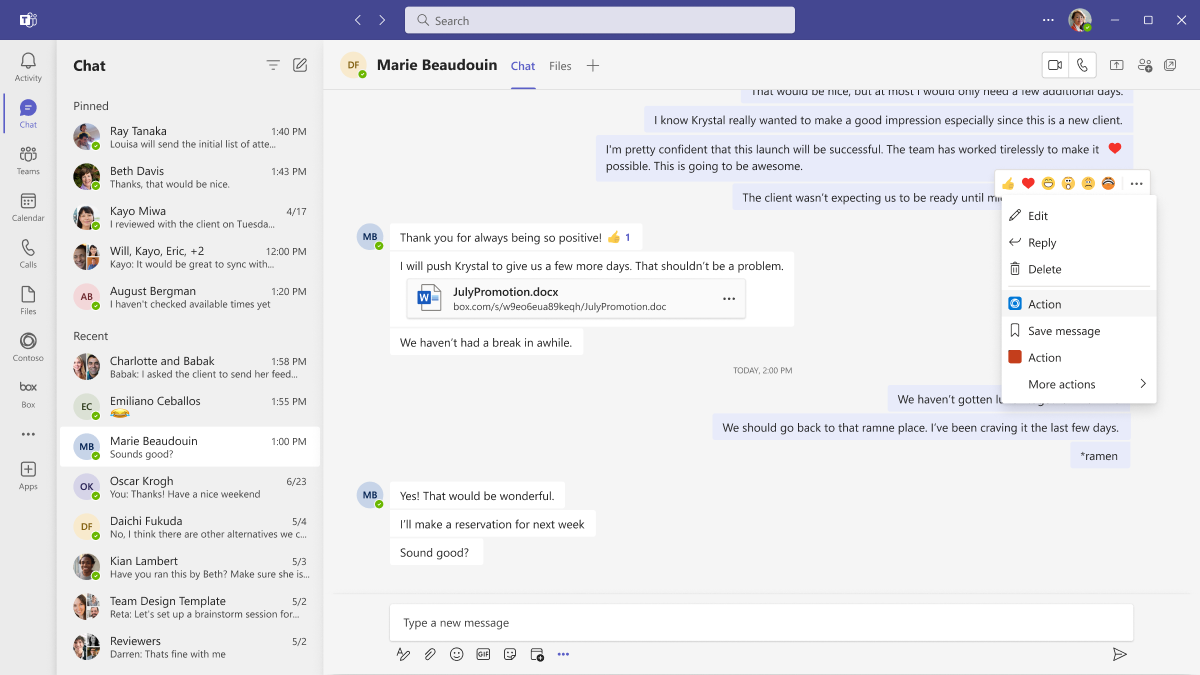 Search
Activity
Chat
Teams
Calendar
Calls
Files
Contoso
box
Box
Apps
Chat
Pinned
Ray Tanaka 1:40 PM
Louisa will send the initial list of atte...
Beth Davis 1:43 PM
Thanks, that would be nice.
Kayo Miwa 4/17
I reviewed with the client on Tuesda...
Will, Kayo, Eric, +2 12:00 PM
Kayo: It would be great to sync with...
AB
August Bergman 1:20 PM
I haven't checked available times yet
Recent
Charlotte and Babak 1:58 PM
Babak: I asked the client to send her feed...
EC
Emiliano Ceballos 1:55 PM
MB
Marie Beaudouin 1:00 PM
Sounds good?
OK
Oscar Krogh 6/23
You: Thanks! Have a nice weekend
DF
Daichi Fukuda 5/4
No, I think there are other alternatives we c...
Kian Lambert 5/3
Have you ran this by Beth? Make sure she is...
Team Design Template 5/2
Reta: Let's set up a brainstorm session for...
Reviewers 5/2
Darren: Thats fine with me
DF Marie Beaudouin Chat Files
That would be nice, but at most I would only need a few additional days.
I know Krystal really wanted to make a good impression especially since this is a new client.
I'm pretty confident that this launch will be successful. The team has worked tirelessly to make it
possible. This is going to be awesome.
The client wasn't expecting us to be ready until
MB
Thank you for always being so positive! 👍 1
I will push Krystal to give us a few more days. That shouldn't be a problem.
W
JulyPromotion.docx
box.com/s/w9eo6eua89keqh/JulyPromotion.doc
We haven't had a break in awhile.
TODAY, 2:00 PM
We haven't gotten
We should go back to that ramne place. I've been craving it the last few days.
*ramen
MB
Yes! That would be wonderful.
I'll make a reservation for next week
Sound good?
Edit
Reply
Delete
Action
Save message
Action
More actions
Type a new message
GIF